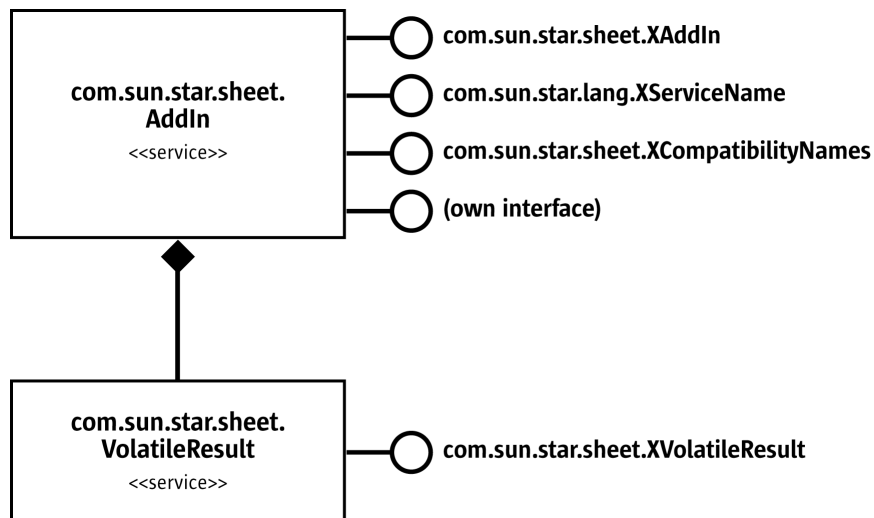 com.sun.star.sheet.
AddIn
<<service>>
com.sun.star.sheet.XAddIn
com.sun.star.lang.XServiceName
com.sun.star.sheet.XCompatibilityNames
(own interface)
com.sun.star.sheet.
VolatileResult
<<service>>
com.sun.star.sheet.XVolatileResult